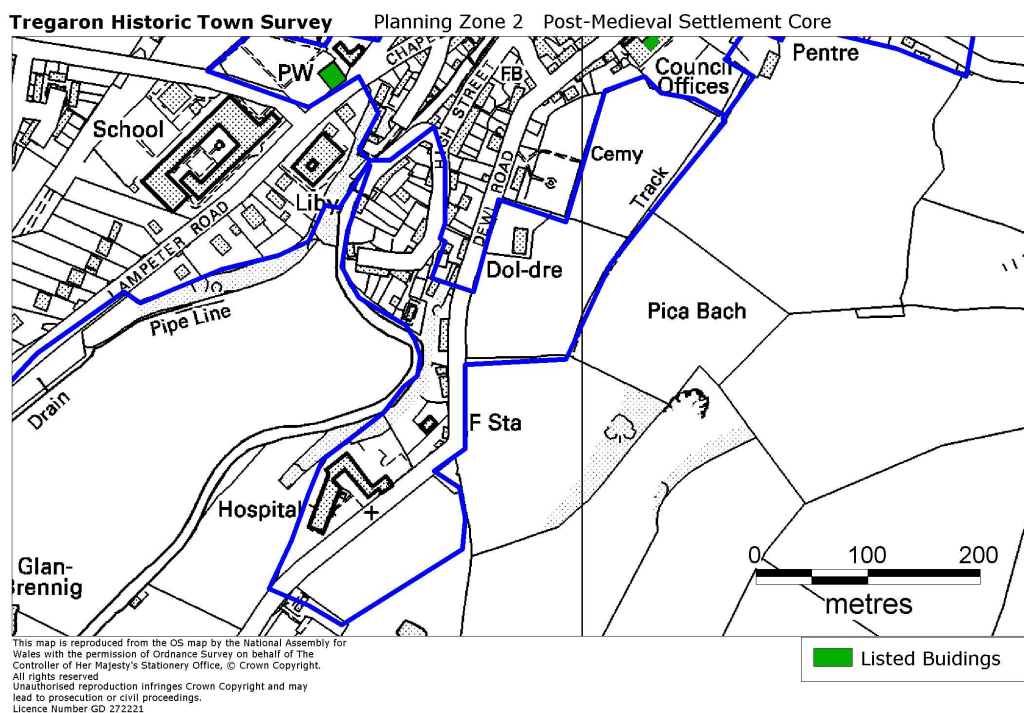 Tregaron Historic Town Survey Planning Zone 2 Post-Medieval Settlement Core
PW
CHAPE
FB
Council
Offices
Pentre
School
HIGH STREET
Cemy
Liby
LAMPETER ROAD
DEWI ROAD
Track
Dol-dre
Pica Bach
Pipe Line
Drain
F Sta
Hospital
Glan-
Brennig
0 100 200
metres
This map is reproduced from the OS map by the National Assembly for
Wales with the permission of Ordnance Survey on behalf of The
Controller of Her Majesty's Stationery Office, © Crown Copyright.
All rights reserved
Unauthorised reproduction infringes Crown Copyright and may
lead to prosecution or civil proceedings.
Licence Number GD 272221
Listed Buidings